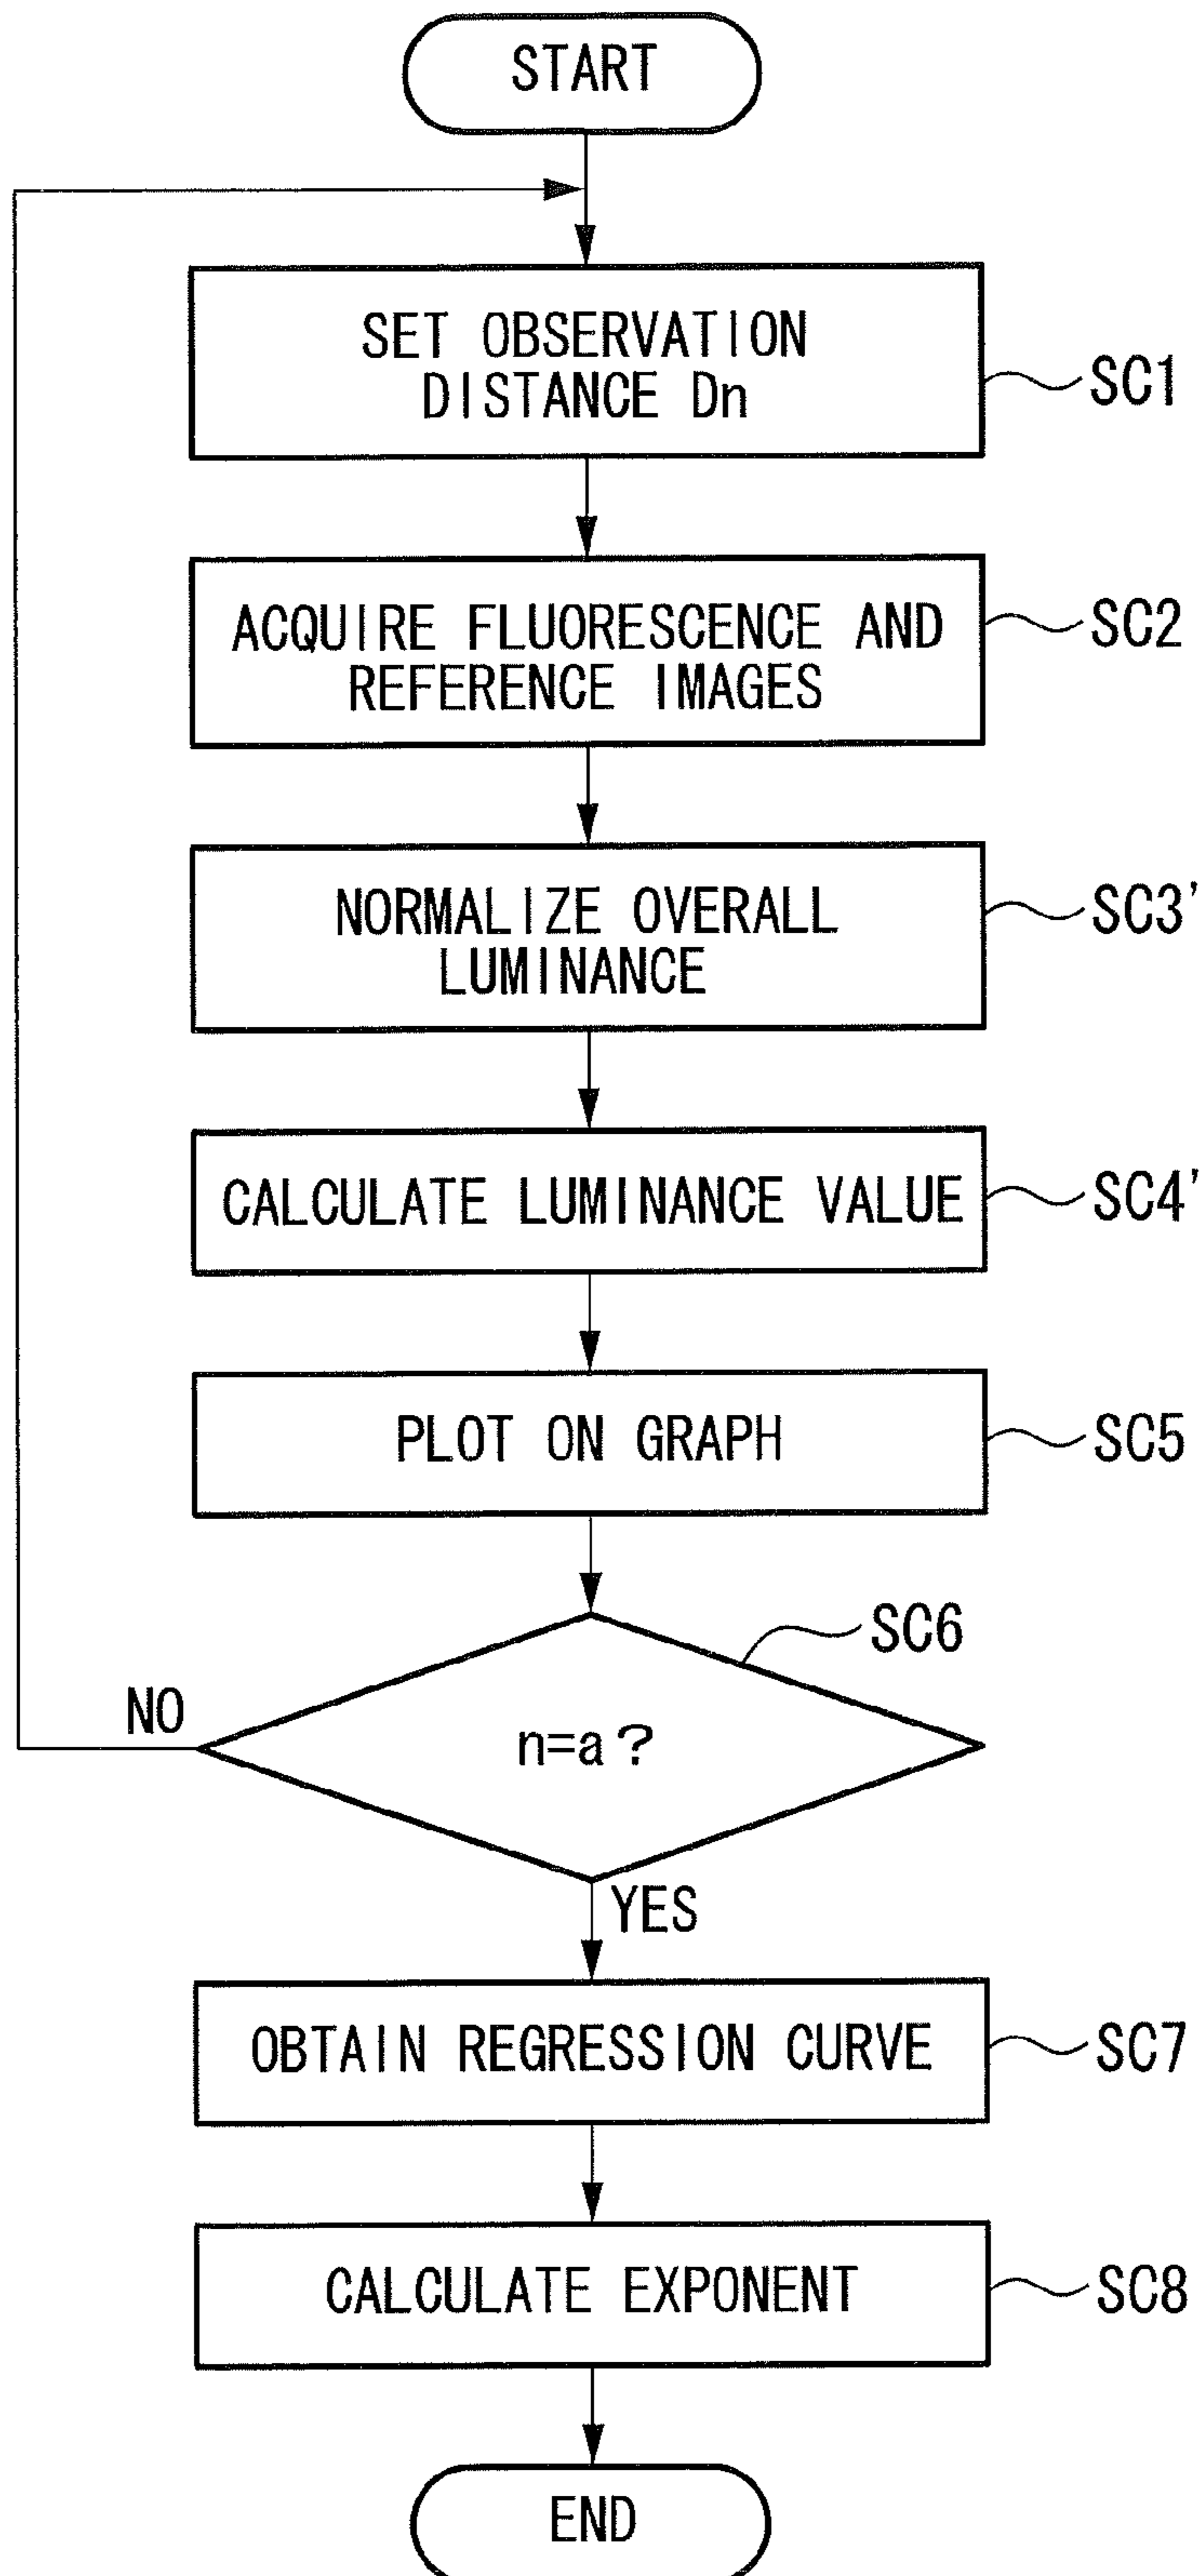 START
SET OBSERVATION
DISTANCE Dn
SC1
ACQUIRE FLUORESCENCE AND
REFERENCE IMAGES
SC2
NORMALIZE OVERALL
LUMINANCE
SC3'
CALCULATE LUMINANCE VALUE
SC4'
PLOT ON GRAPH
SC5
SC6
NO
n=a?
YES
OBTAIN REGRESSION CURVE
SC7
CALCULATE EXPONENT
SC8
END